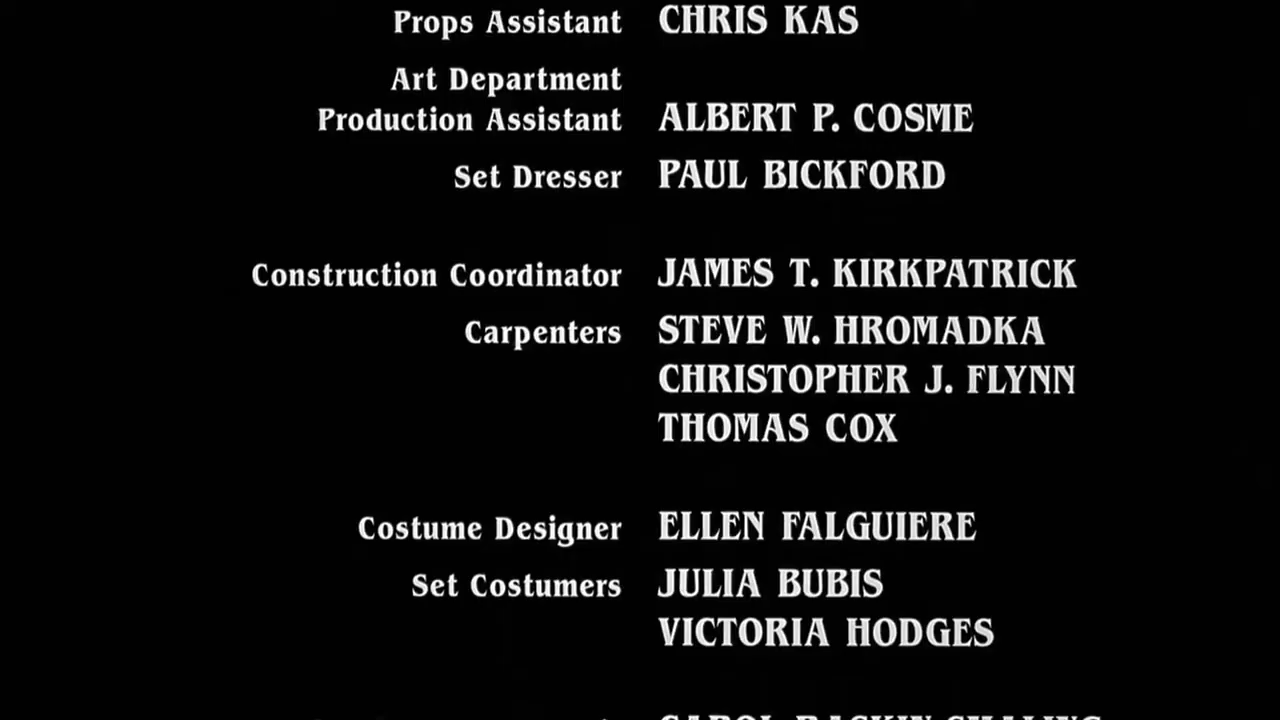 Props Assistant CHRIS KAS
Art Department
Production Assistant ALBERT P. COSME
Set Dresser PAUL BICKFORD
Construction Coordinator JAMES T. KIRKPATRICK
Carpenters STEVE W. HROMADKA
CHRISTOPHER J. FLYNN
THOMAS COX
Costume Designer ELLEN FALGUIERE
Set Costumers JULIA BUBIS
VICTORIA HODGES